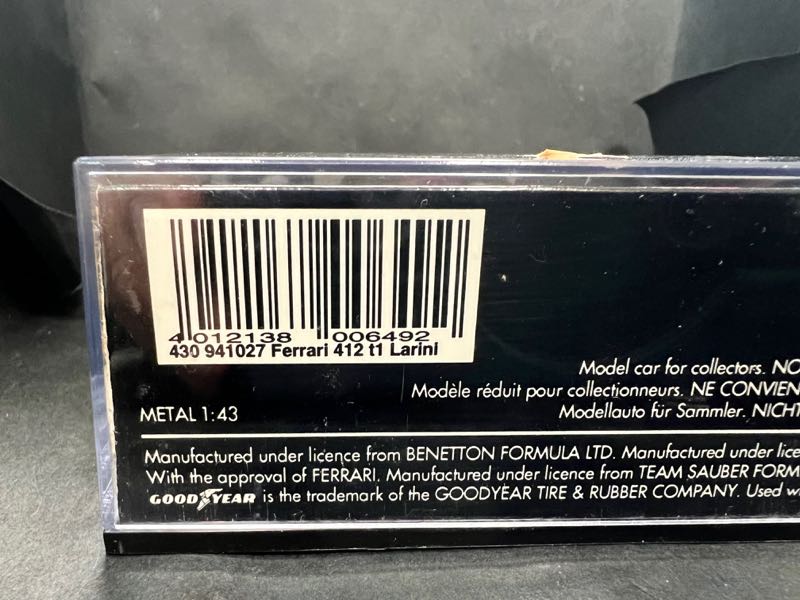 4 012138 006492
430 941027 Ferrari 412 t1 Larini
Model car for collectors. NO
Modèle réduit pour collectionneurs. NE CONVIEN
METAL 1:43
Modellauto für Sammler. NICHT
Manufactured under licence from BENETTON FORMULA LTD. Manufactured under lice
With the approval of FERRARI. Manufactured under licence from TEAM SAUBER FORM
GOODYEAR is the trademark of the GOODYEAR TIRE & RUBBER COMPANY. Used w